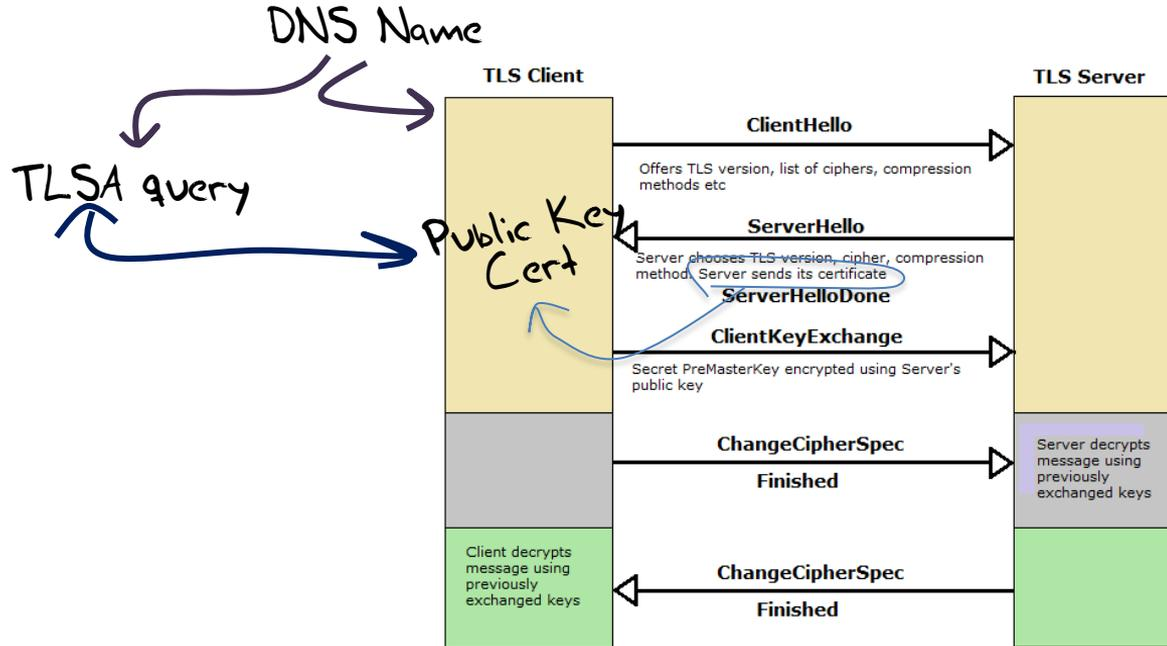 DNS Name
TLS Client
TLS Server
ClientHello
Offers TLS version, list of ciphers, compression
methods etc
TLSA query
Public Key
Cert
ServerHello
Server chooses TLS version, cipher, compression
method. Server sends its certificate
ServerHelloDone
ClientKeyExchange
Secret PreMasterKey encrypted using Server's
public key
ChangeCipherSpec
Finished
Server decrypts
message using
previously
exchanged keys
Client decrypts
message using
previously
exchanged keys
ChangeCipherSpec
Finished